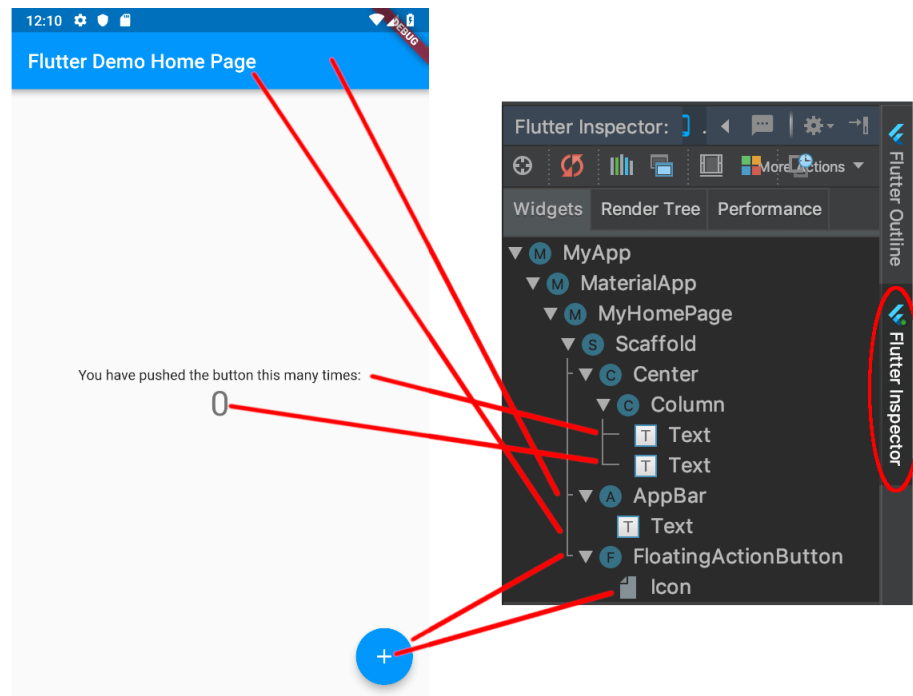 12:10
DEBUG
Flutter Demo Home Page
You have pushed the button this many times:
0
Flutter Inspector:
More Actions
Widgets
Render Tree
Performance
M MyApp
M MaterialApp
M MyHomePage
S Scaffold
C Center
C Column
T Text
T Text
A AppBar
T Text
F FloatingActionButton
Icon
Flutter Outline
Flutter Inspector